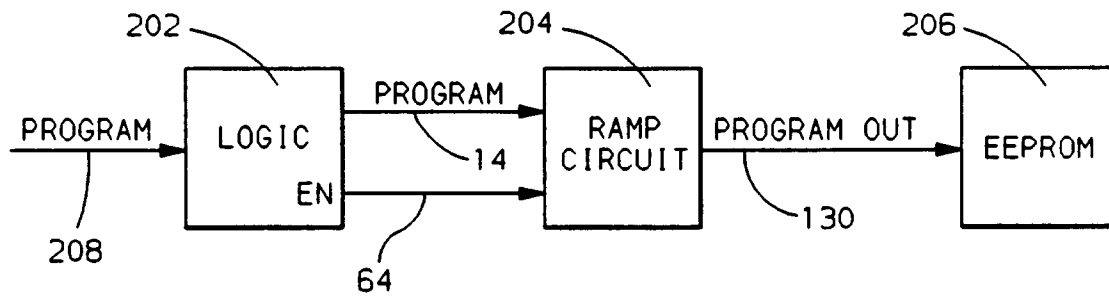 202
204
206
PROGRAM
LOGIC
EN
PROGRAM
14
64
RAMP
CIRCUIT
PROGRAM OUT
130
EEPROM
208